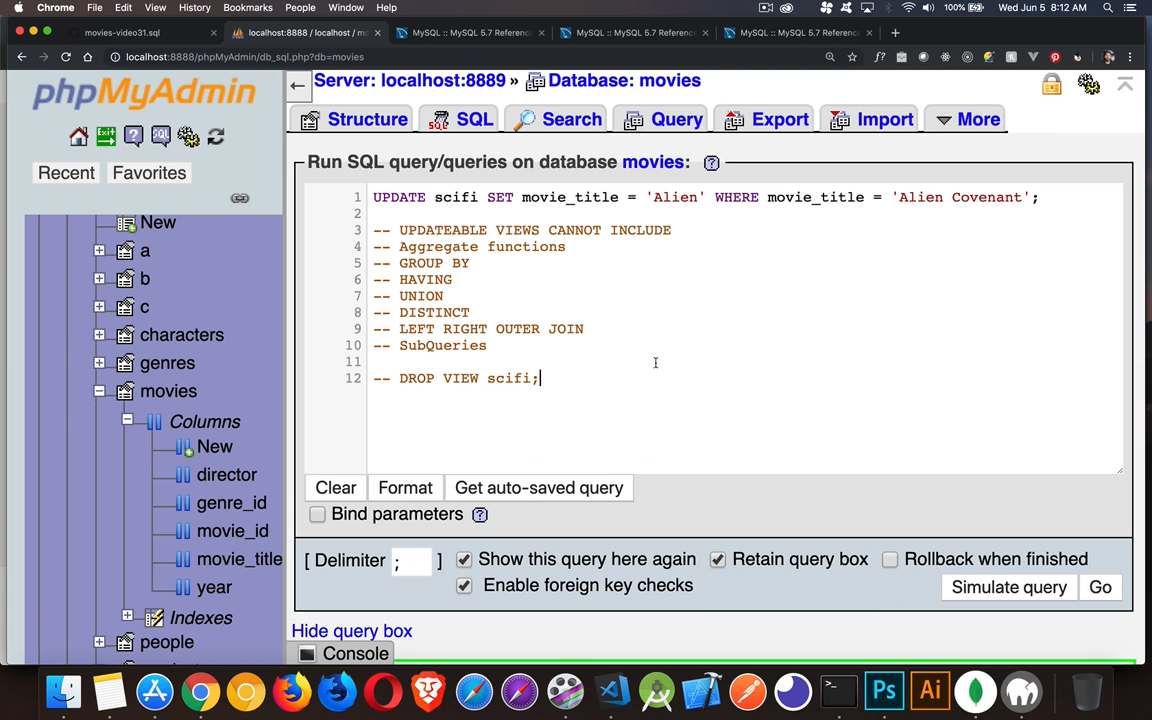 Chrome File Edit View History Bookmarks People Window Help 100% Wed Jun 5 8:12 AM
movies-video31.sql
localhost:8888 / localhost / mo
MySQL :: MySQL 5.7 Referenc
MySQL :: MySQL 5.7 Referenc
MySQL :: MySQL 5.7 Referenc
localhost:8888/phpMyAdmin/db_sql.php?db=movies
phpMyAdmin
Recent Favorites
New
a
b
c
characters
genres
movies
Columns
New
director
genre_id
movie_id
movie_title
year
Indexes
people
Server: localhost:8889 » Database: movies
Structure SQL Search Query Export Import More
Run SQL query/queries on database movies:
1 UPDATE scifi SET movie_title = 'Alien' WHERE movie_title = 'Alien Covenant';
2
3 -- UPDATEABLE VIEWS CANNOT INCLUDE
4 -- Aggregate functions
5 -- GROUP BY
6 -- HAVING
7 -- UNION
8 -- DISTINCT
9 -- LEFT RIGHT OUTER JOIN
10 -- SubQueries
11
12 -- DROP VIEW scifi;
Clear Format Get auto-saved query
Bind parameters
[ Delimiter ; ] Show this query here again Retain query box Rollback when finished
Enable foreign key checks
Simulate query Go
Hide query box
Console
Ps Ai